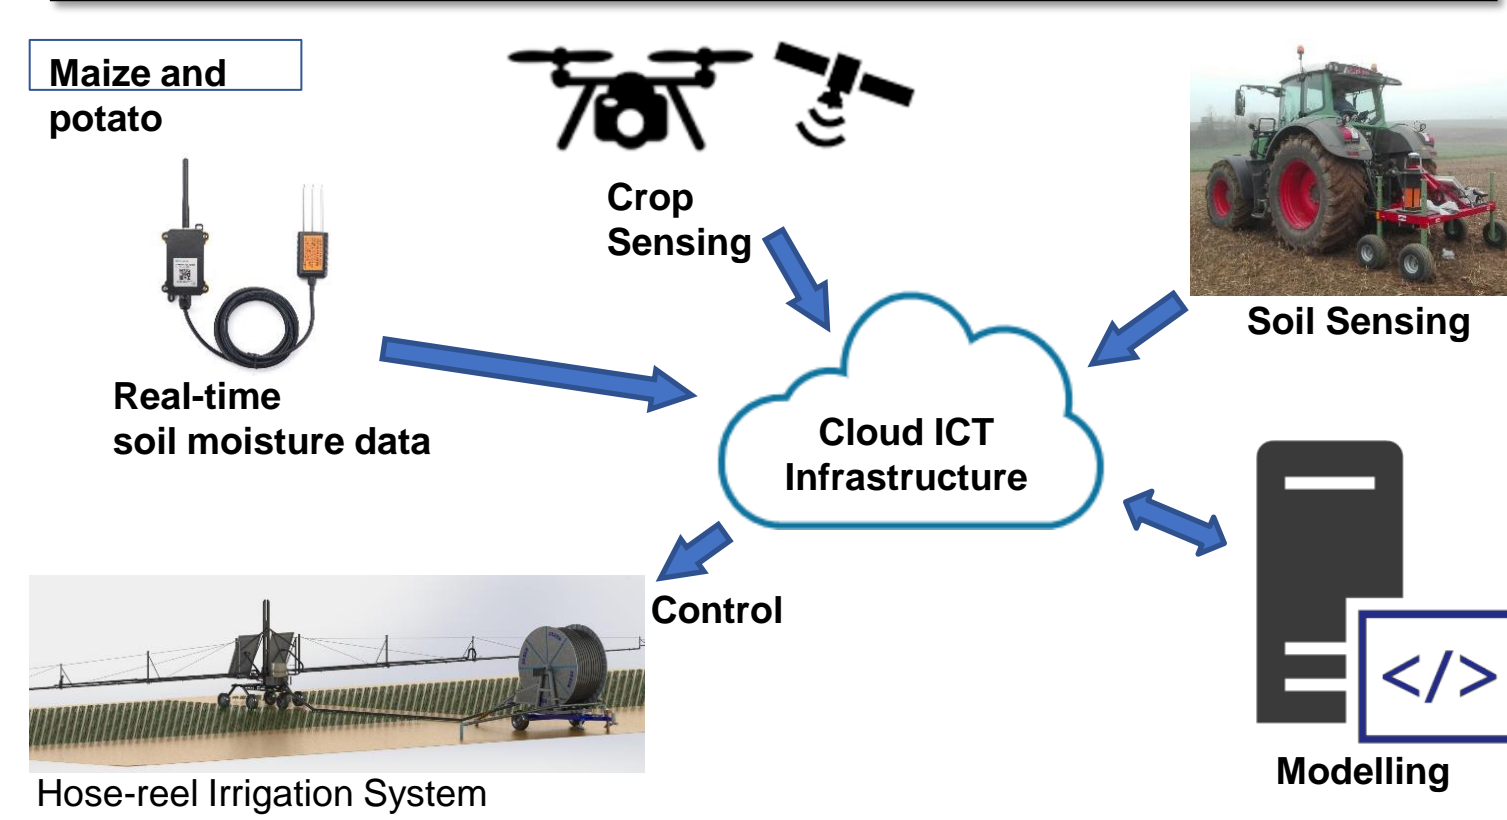 Maize and
potato
Crop
Sensing
Soil Sensing
Real-time
soil moisture data
Cloud ICT
Infrastructure
Control
</>
Modelling
Hose-reel Irrigation System